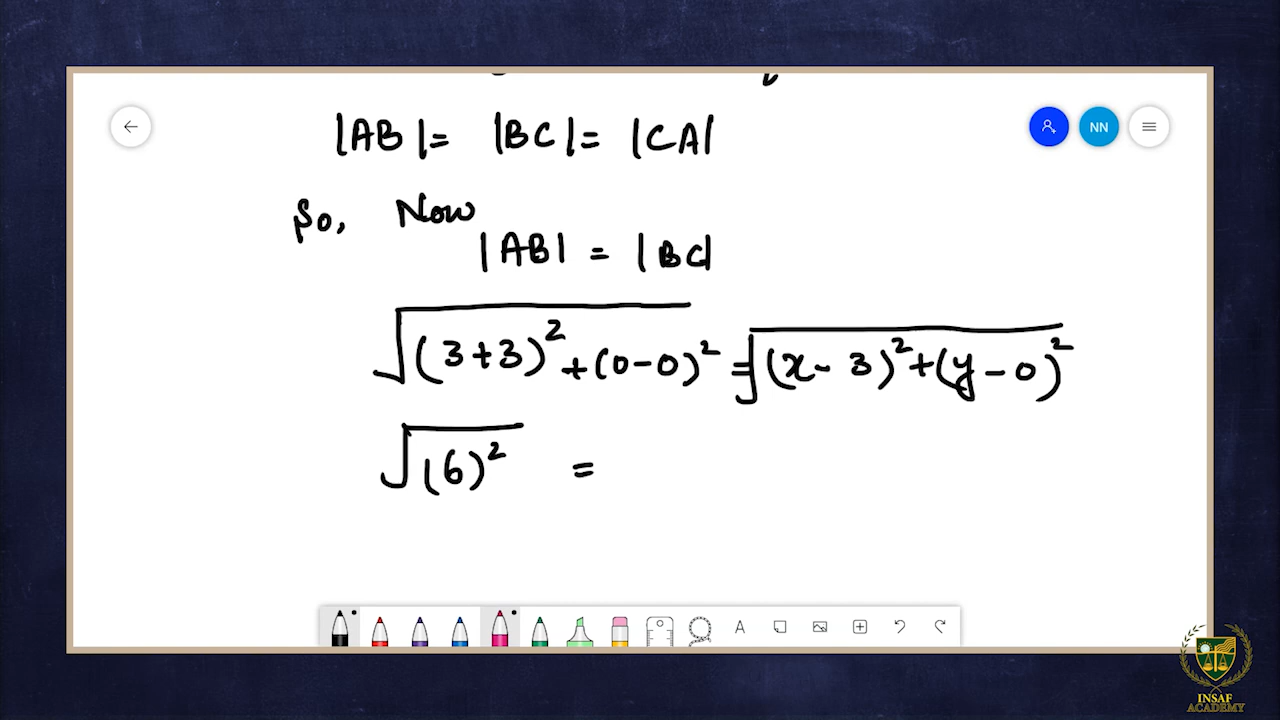 |AB| = |BC| = |CA|
NN
So, Now
|AB| = |BC|
√(3+3)² + (0-0)² = √(x-3)² + (y-0)²
√(6)² =
A
INSAF
ACADEMY